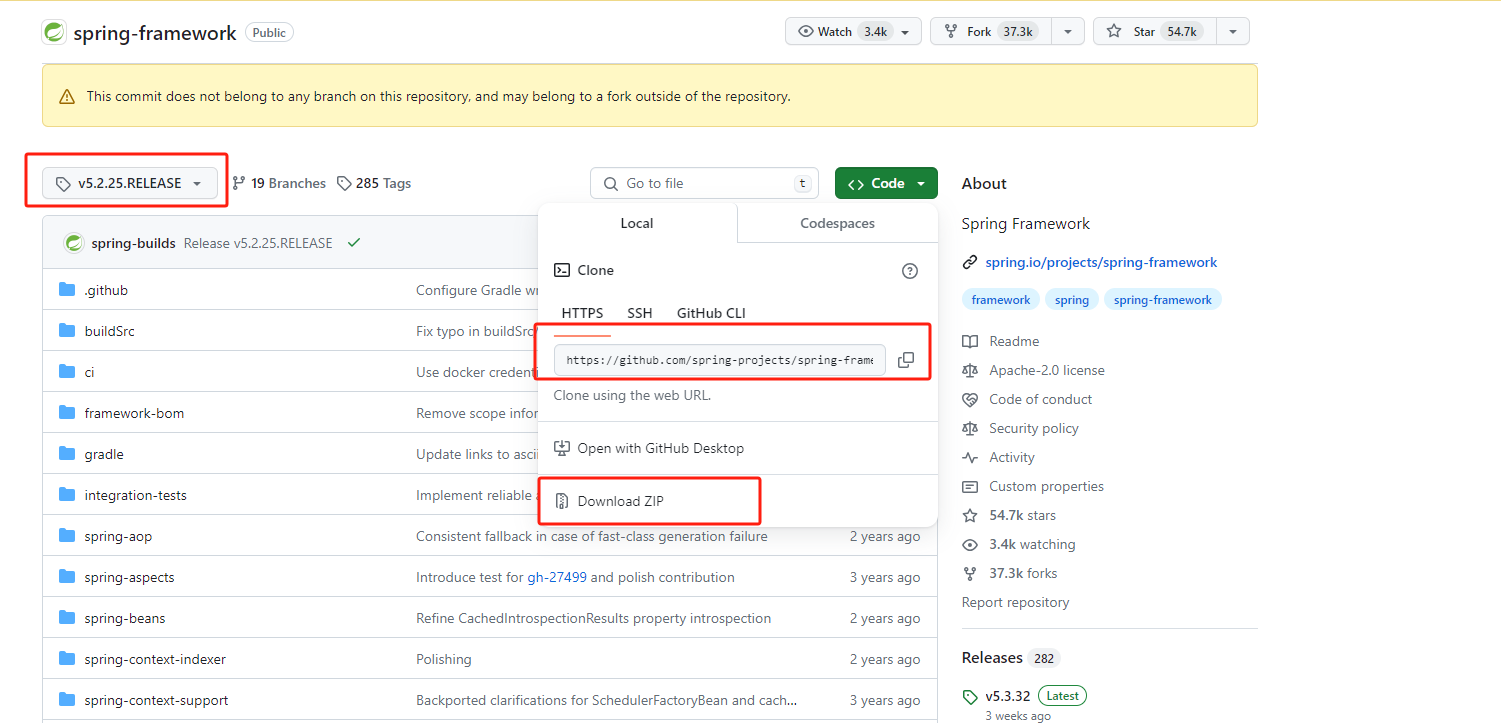 spring-framework Public Watch 3.4k Fork 37.3k Star 54.7k
This commit does not belong to any branch on this repository, and may belong to a fork outside of the repository.
v5.2.25.RELEASE 19 Branches 285 Tags Go to file t <> Code
spring-builds Release v5.2.25.RELEASE
.github Configure Gradle
buildSrc Fix typo in buildSrc
ci Use docker
framework-bom Remove scope
gradle Update links to
integration-tests Implement reliable
spring-aop Consistent fallback in case of fast-class generation failure 2 years ago
spring-aspects Introduce test for gh-27499 and polish contribution 3 years ago
spring-beans Refine CachedIntrospectionResults property introspection 2 years ago
spring-context-indexer Polishing 2 years ago
spring-context-support Backported clarifications for SchedulerFactoryBean and cach... 3 years ago
Local Codespaces
Clone ?
HTTPS SSH GitHub CLI
https://github.com/spring-projects/spring-frame
Clone using the web URL.
Open with GitHub Desktop
Download ZIP
About
Spring Framework
spring.io/projects/spring-framework
framework spring spring-framework
Readme
Apache-2.0 license
Code of conduct
Security policy
Activity
Custom properties
54.7k stars
3.4k watching
37.3k forks
Report repository
Releases 282
v5.3.32 Latest
3 weeks ago